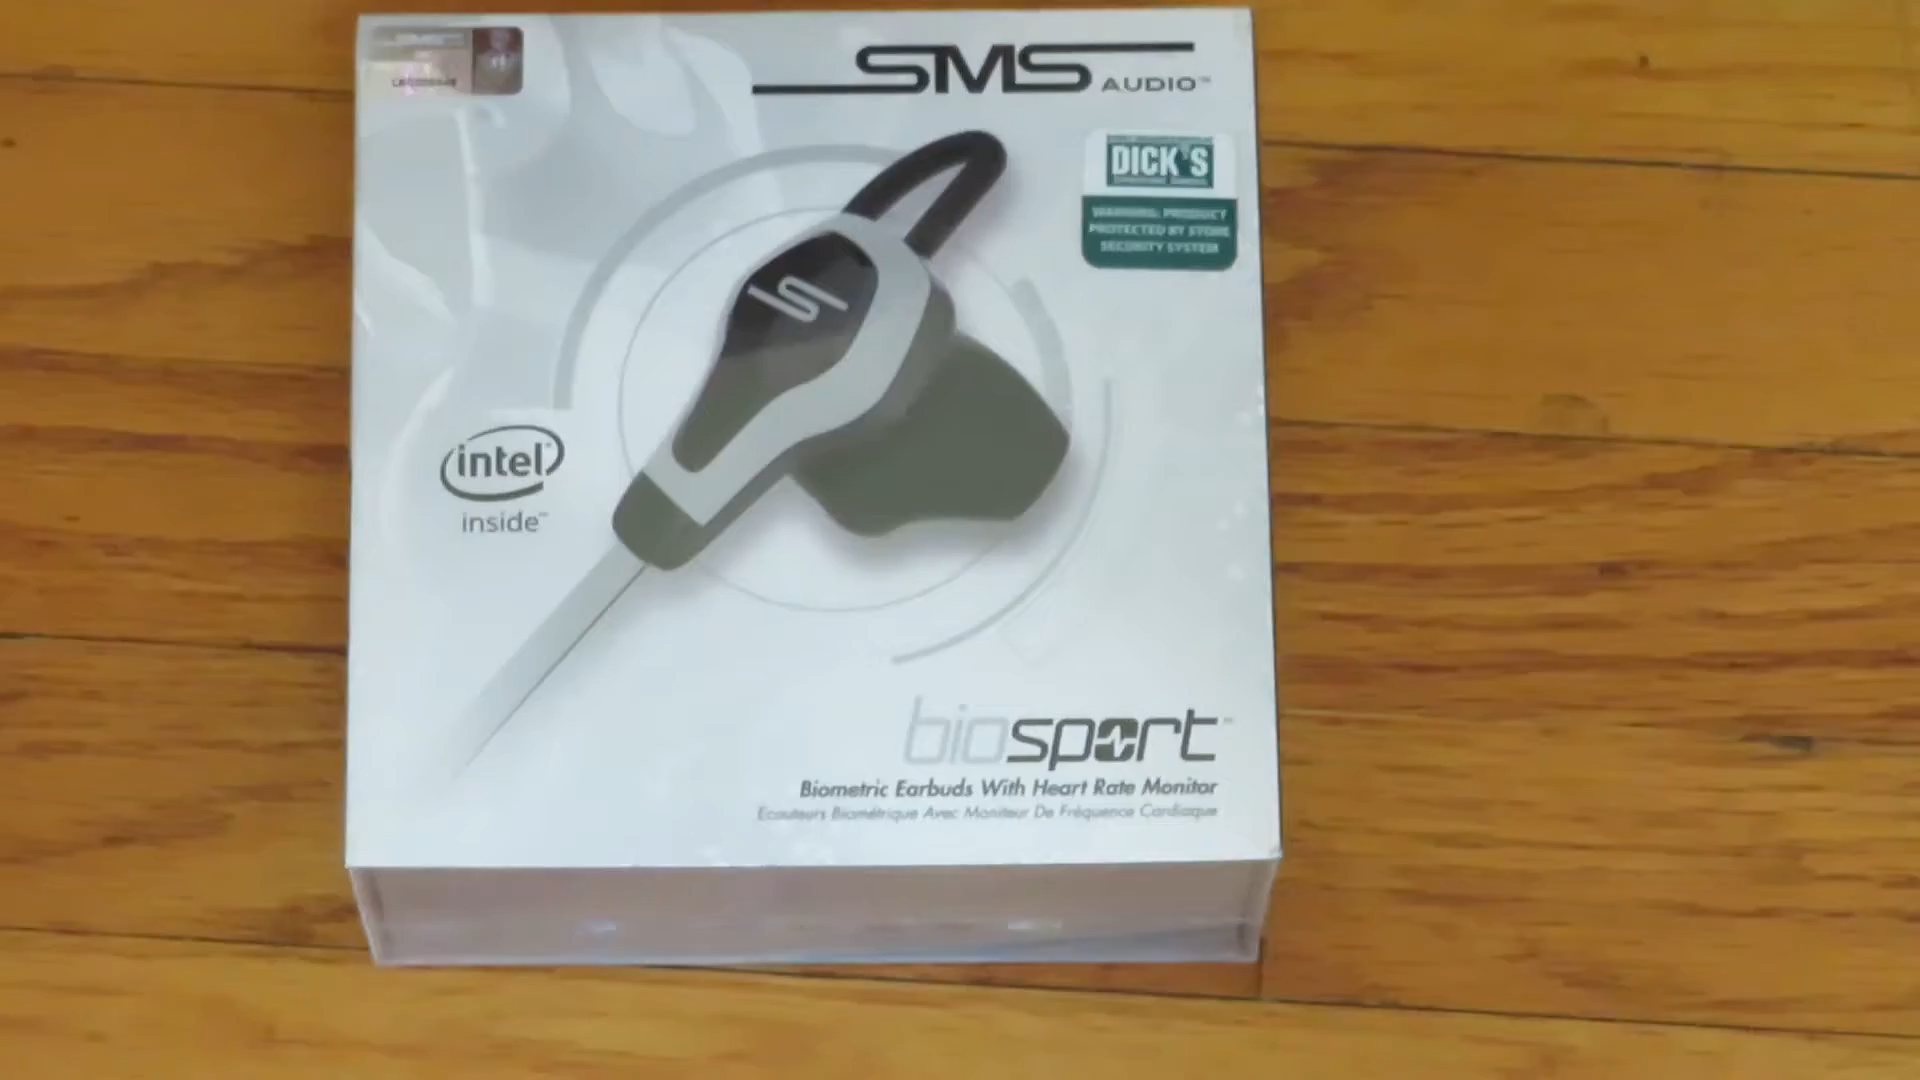 SMS AUDIO™
DICK'S
WARNING: PRODUCT
PROTECTED BY STORE
SECURITY SYSTEM
intel
inside™
biosport™
Biometric Earbuds With Heart Rate Monitor
Ecouteurs Biométrique Avec Moniteur De Fréquence Cardiaque